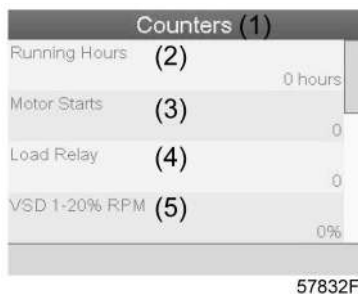 Counters (1)
Running Hours (2)
0 hours
Motor Starts (3)
0
Load Relay (4)
0
VSD 1-20% RPM (5)
0%
57832F